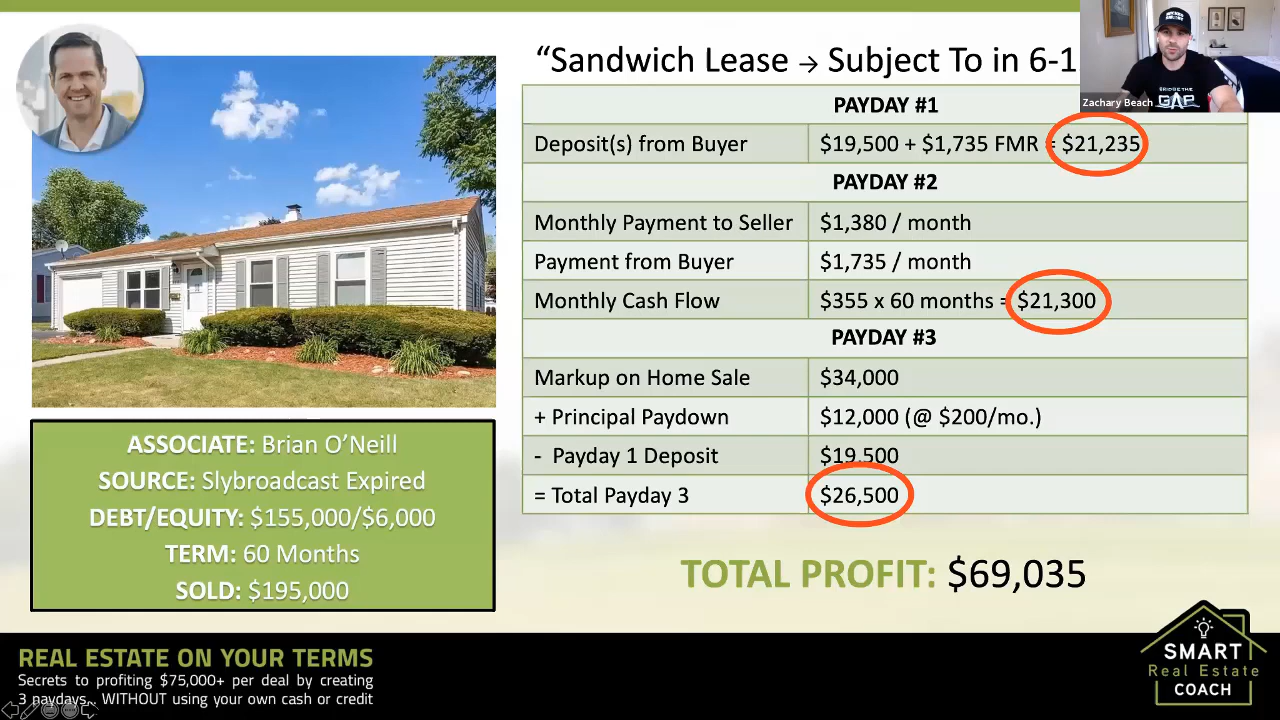 “Sandwich Lease → Subject To in 6-1
Zachary Beach
BRIDGE THE
GAP
PAYDAY #1
Deposit(s) from Buyer $19,500 + $1,735 FMR = $21,235
PAYDAY #2
Monthly Payment to Seller $1,380 / month
Payment from Buyer $1,735 / month
Monthly Cash Flow $355 x 60 months = $21,300
PAYDAY #3
Markup on Home Sale $34,000
+ Principal Paydown $12,000 (@ $200/mo.)
- Payday 1 Deposit $19,500
= Total Payday 3 $26,500
ASSOCIATE: Brian O’Neill
SOURCE: Slybroadcast Expired
DEBT/EQUITY: $155,000/$6,000
TERM: 60 Months
SOLD: $195,000
TOTAL PROFIT: $69,035
REAL ESTATE ON YOUR TERMS
Secrets to profiting $75,000+ per deal by creating
3 paydays.. WITHOUT using your own cash or credit
SMART
Real Estate
COACH